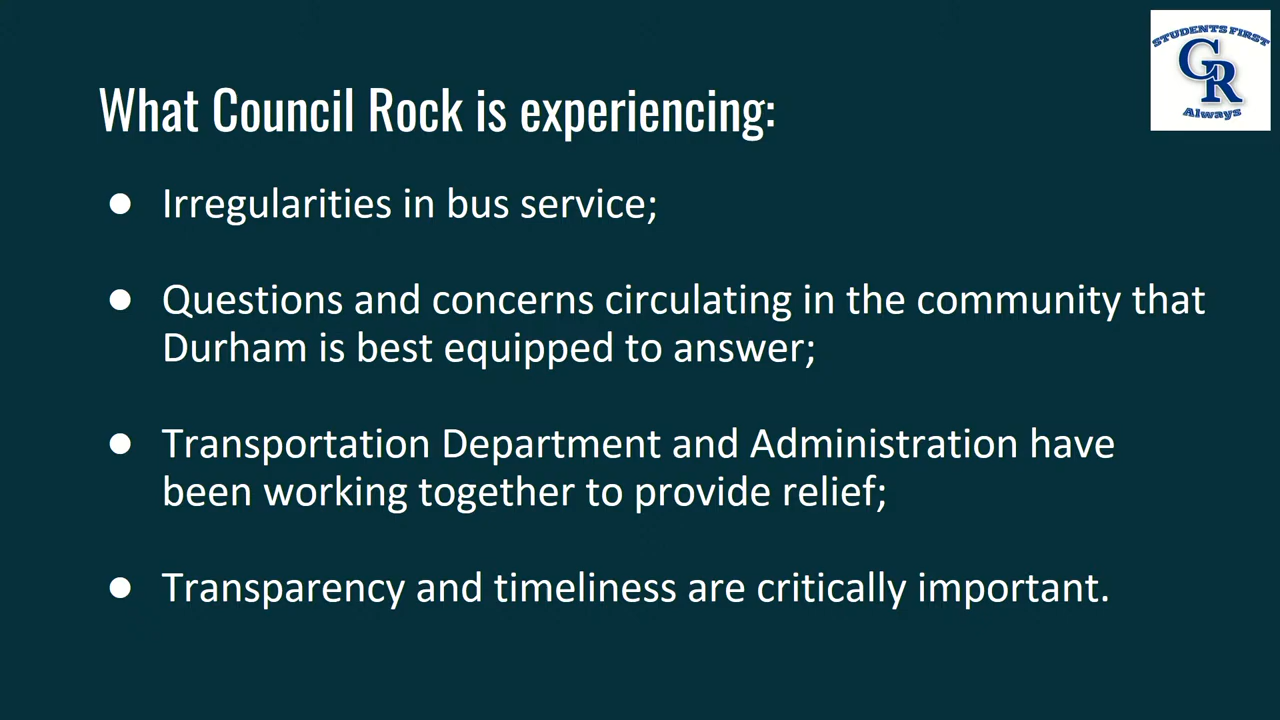 STUDENTS FIRST
CR
Always
What Council Rock is experiencing:
● Irregularities in bus service;
● Questions and concerns circulating in the community that
Durham is best equipped to answer;
● Transportation Department and Administration have
been working together to provide relief;
● Transparency and timeliness are critically important.